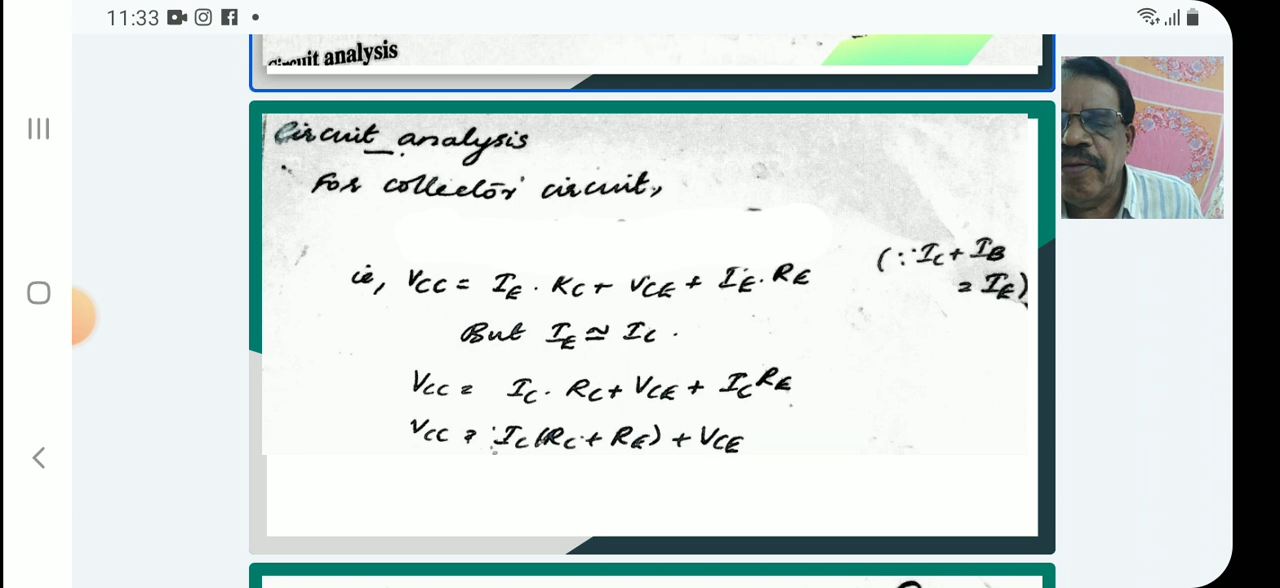 11:33
circuit analysis
Circuit analysis
For collector circuit,
ie, VCC = IE · RC + VCE + IE · RE (∵ IC + IB
= IE)
But IE ≃ IC .
VCC = IC · RC + VCE + IC RE
VCC = IC (RC + RE) + VCE